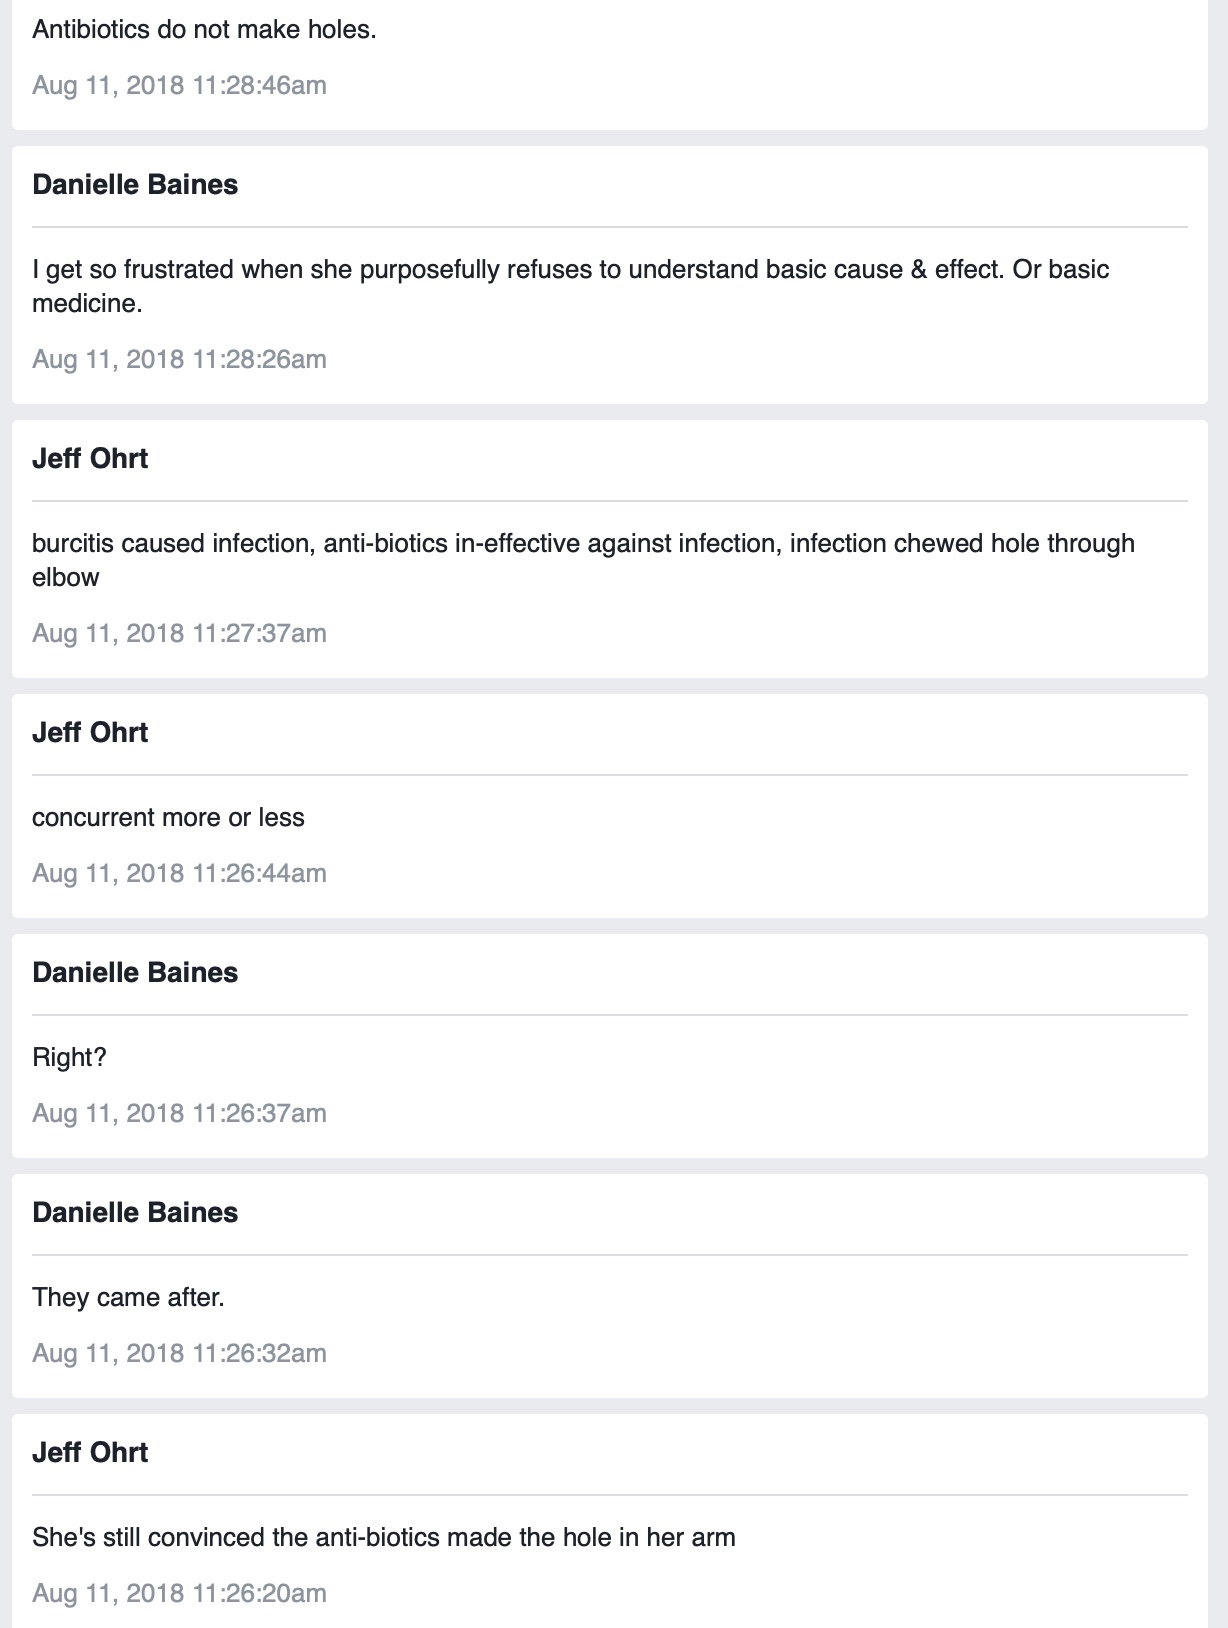 Antibiotics do not make holes.
Aug 11, 2018 11:28:46am
Danielle Baines
I get so frustrated when she purposefully refuses to understand basic cause & effect. Or basic
medicine.
Aug 11, 2018 11:28:26am
Jeff Ohrt
burcitis caused infection, anti-biotics in-effective against infection, infection chewed hole through
elbow
Aug 11, 2018 11:27:37am
Jeff Ohrt
concurrent more or less
Aug 11, 2018 11:26:44am
Danielle Baines
Right?
Aug 11, 2018 11:26:37am
Danielle Baines
They came after.
Aug 11, 2018 11:26:32am
Jeff Ohrt
She's still convinced the anti-biotics made the hole in her arm
Aug 11, 2018 11:26:20am